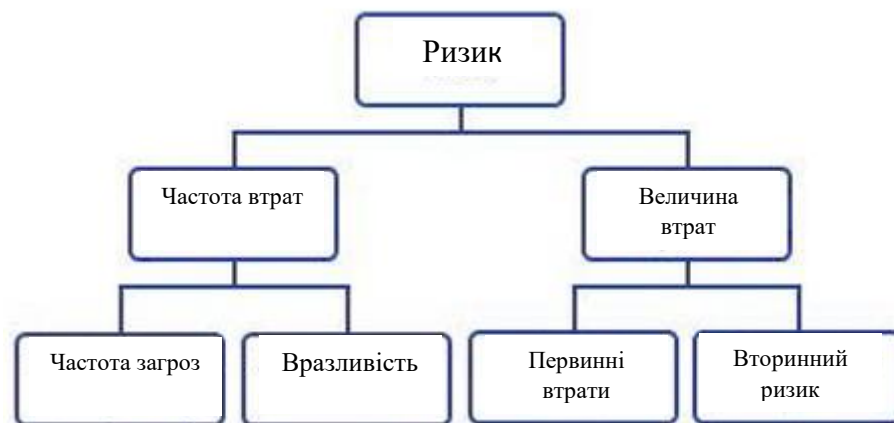 Ризик
Частота втрат
Величина
втрат
Частота загроз
Вразливість
Первинні
втрати
Вторинний
ризик